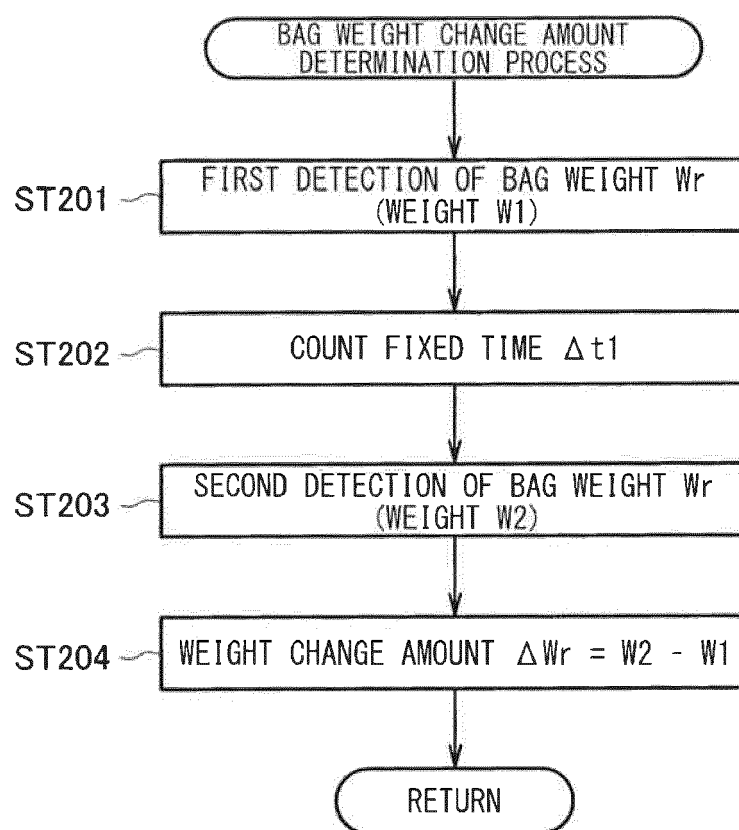 BAG WEIGHT CHANGE AMOUNT
DETERMINATION PROCESS
ST201
FIRST DETECTION OF BAG WEIGHT Wr
(WEIGHT W1)
ST202
COUNT FIXED TIME Δt1
ST203
SECOND DETECTION OF BAG WEIGHT Wr
(WEIGHT W2)
ST204
WEIGHT CHANGE AMOUNT ΔWr = W2 - W1
RETURN